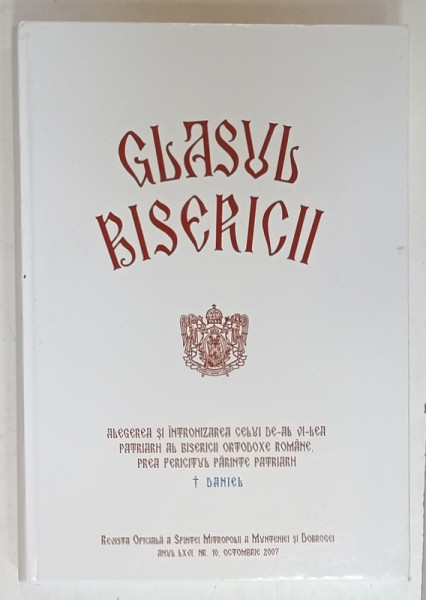 GLASUL
BISERICII
ALEGEREA ȘI ÎNTRONIZAREA CELUI DE-AL VI-LEA
PATRIARH AL BISERICII ORTODOXE ROMÂNE,
PREA FERICITUL PĂRINTE PATRIARH
† DANIEL
REVISTA OFICIALĂ A SFINTEI MITROPOLII A MUNTENIEI ȘI DOBROGEI
ANUL LXVI, NR. 10, OCTOMBRIE 2007